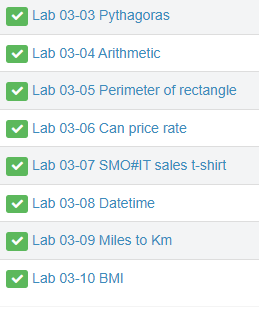 Lab 03-03 Pythagoras
Lab 03-04 Arithmetic
Lab 03-05 Perimeter of rectangle
Lab 03-06 Can price rate
Lab 03-07 SMO#IT sales t-shirt
Lab 03-08 Datetime
Lab 03-09 Miles to Km
Lab 03-10 BMI